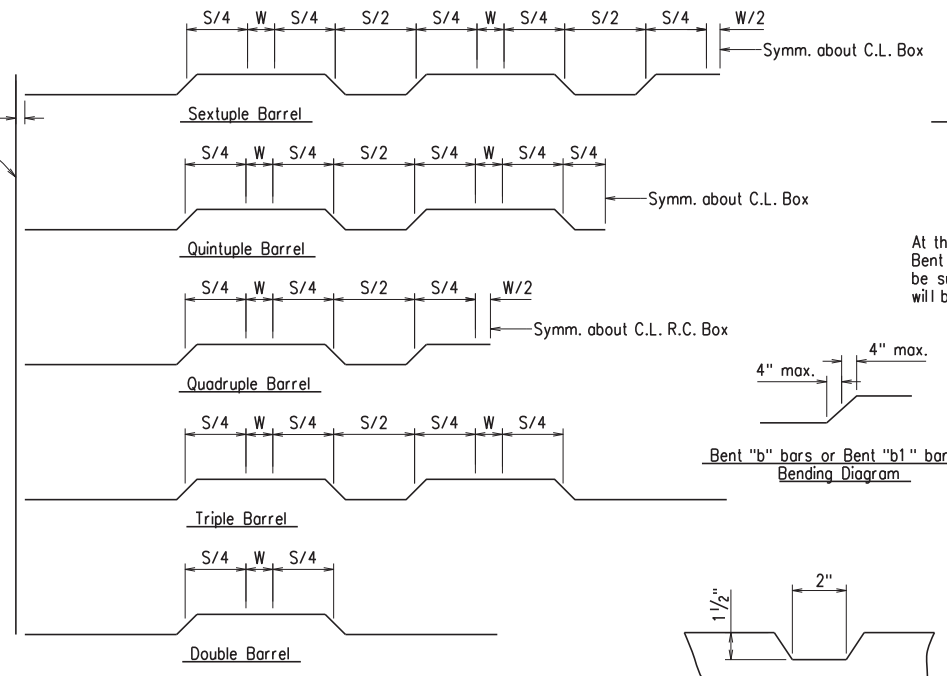 S/4 W S/4 S/2 S/4 W S/4 S/2 S/4 W/2
Symm. about C.L. Box
Sextuple Barrel
S/4 W S/4 S/2 S/4 W S/4 S/4
Symm. about C.L. Box
Quintuple Barrel
At th
Bent
be s
will b
S/4 W S/4 S/2 S/4 W/2
Symm. about C.L. R.C. Box
Quadruple Barrel
4" max.
4" max.
Bent "b" bars or Bent "b1" bar
Bending Diagram
S/4 W S/4 S/2 S/4 W S/4
Triple Barrel
S/4 W S/4
Double Barrel
2"
1 1/2"